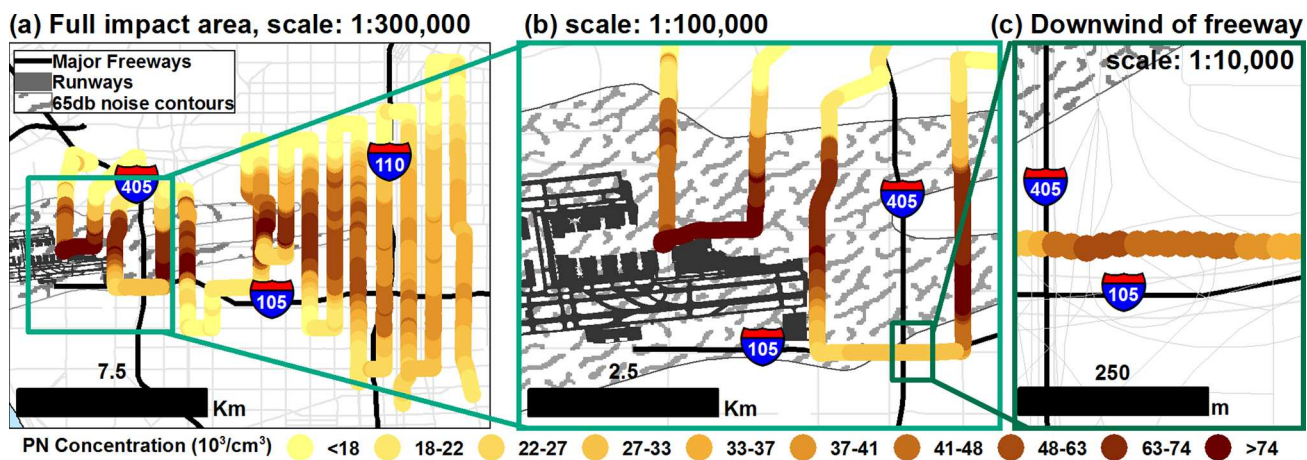 (a) Full impact area, scale: 1:300,000
(b) scale: 1:100,000
(c) Downwind of freeway
scale: 1:10,000
Major Freeways
Runways
65db noise contours
405
110
105
7.5
Km
405
105
2.5
Km
405
105
250
m
PN Concentration (10³/cm³) <18 18-22 22-27 27-33 33-37 37-41 41-48 48-63 63-74 >74